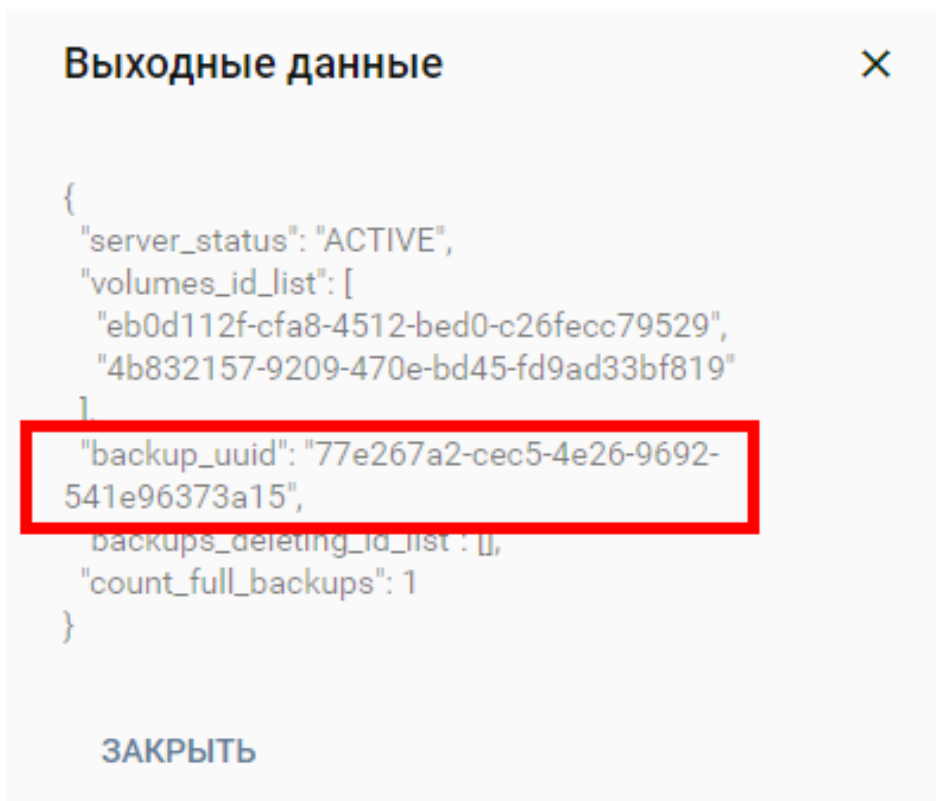 Выходные данные
{
"server_status": "ACTIVE",
"volumes_id_list": [
"eb0d112f-cfa8-4512-bed0-c26fecc79529",
"4b832157-9209-470e-bd45-fd9ad33bf819"
],
"backup_uuid": "77e267a2-cec5-4e26-9692-
541e96373a15",
"backups_deleting_id_list": [],
"count_full_backups": 1
}
ЗАКРЫТЬ